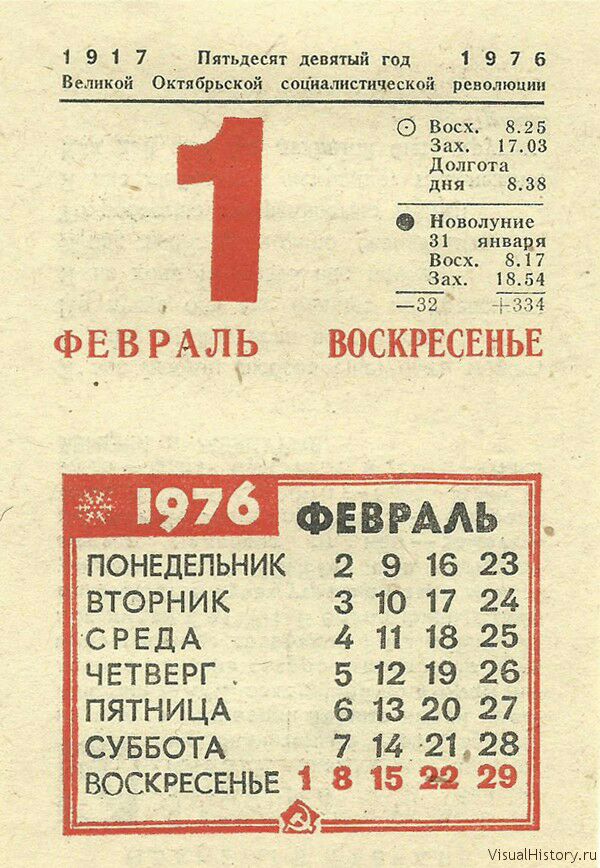 1917 Пятьдесят девятый год 1976
Великой Октябрьской социалистической революции
1
Восх. 8.25
Зах. 17.03
Долгота
дня 8.38
Новолуние
31 января
Восх. 8.17
Зах. 18.54
—32 +334
ФЕВРАЛЬ ВОСКРЕСЕНЬЕ
1976 ФЕВРАЛЬ
ПОНЕДЕЛЬНИК 2 9 16 23
ВТОРНИК 3 10 17 24
СРЕДА 4 11 18 25
ЧЕТВЕРГ 5 12 19 26
ПЯТНИЦА 6 13 20 27
СУББОТА 7 14 21 28
ВОСКРЕСЕНЬЕ 1 8 15 22 29
VisualHistory.ru